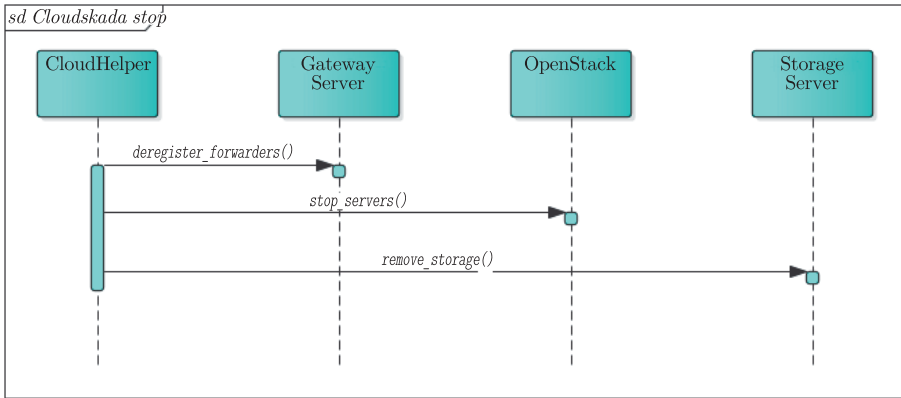 sd Cloudskada stop
CloudHelper
Gateway
Server
OpenStack
Storage
Server
deregister_forwarders()
stop_servers()
remove_storage()